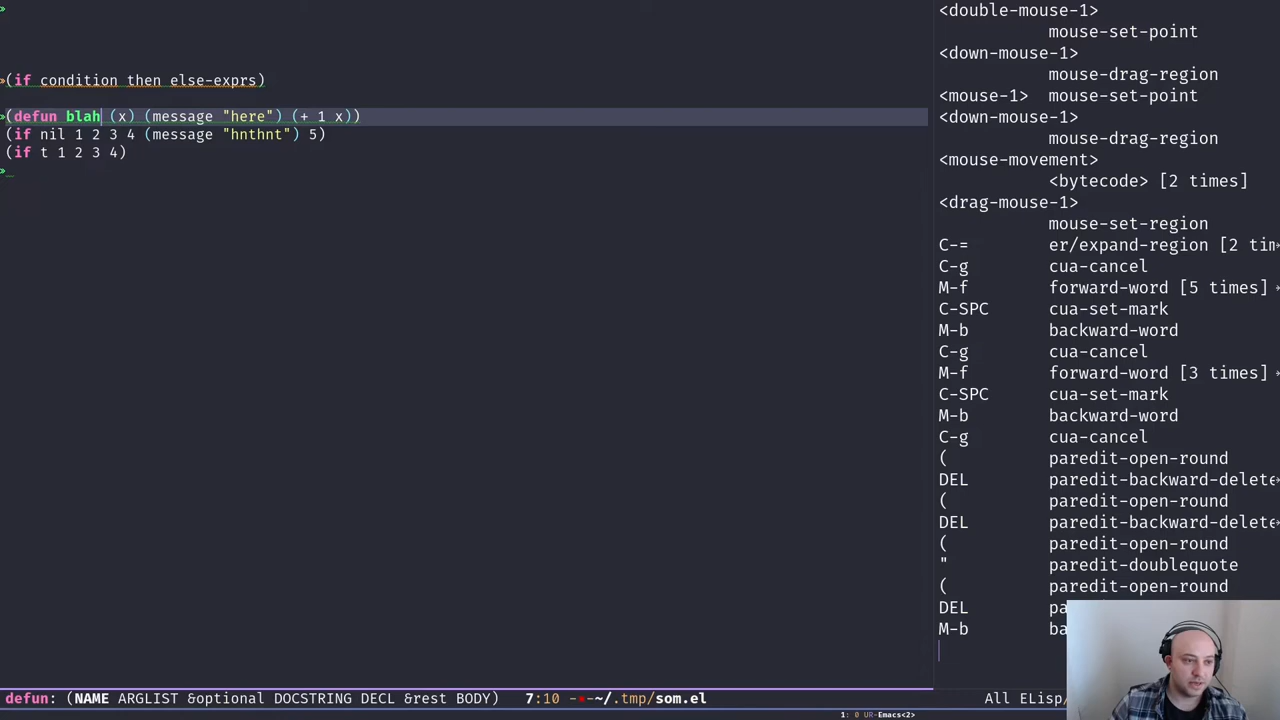 (if condition then else-exprs)
(defun blah (x) (message "here") (+ 1 x))
(if nil 1 2 3 4 (message "hnthnt") 5)
(if t 1 2 3 4)
defun: (NAME ARGLIST &optional DOCSTRING DECL &rest BODY) 7:10 --~/.tmp/som.el All ELisp/
<double-mouse-1>
mouse-set-point
<down-mouse-1>
mouse-drag-region
<mouse-1> mouse-set-point
<down-mouse-1>
mouse-drag-region
<mouse-movement>
<bytecode> [2 times]
<drag-mouse-1>
mouse-set-region
C-= er/expand-region [2 tim
C-g cua-cancel
M-f forward-word [5 times]
C-SPC cua-set-mark
M-b backward-word
C-g cua-cancel
M-f forward-word [3 times]
C-SPC cua-set-mark
M-b backward-word
C-g cua-cancel
( paredit-open-round
DEL paredit-backward-delete
( paredit-open-round
DEL paredit-backward-delete
( paredit-open-round
" paredit-doublequote
( paredit-open-round
DEL pa
M-b ba
1: 0 UR-Emacs<2>